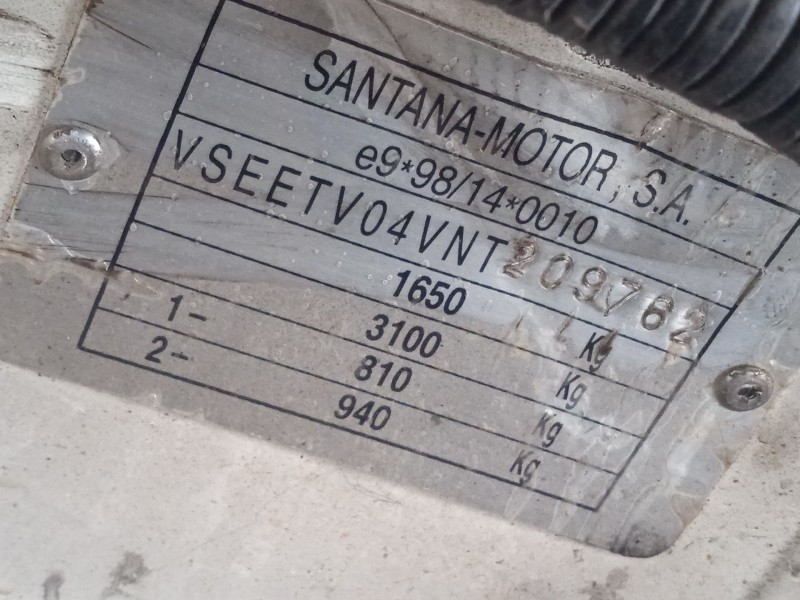 SANTANA-MOTOR, S.A.
e9*98/14*0010
VSEETV04VNT209762
1650 Kg
3100 Kg
1- 810 Kg
2- 940 Kg